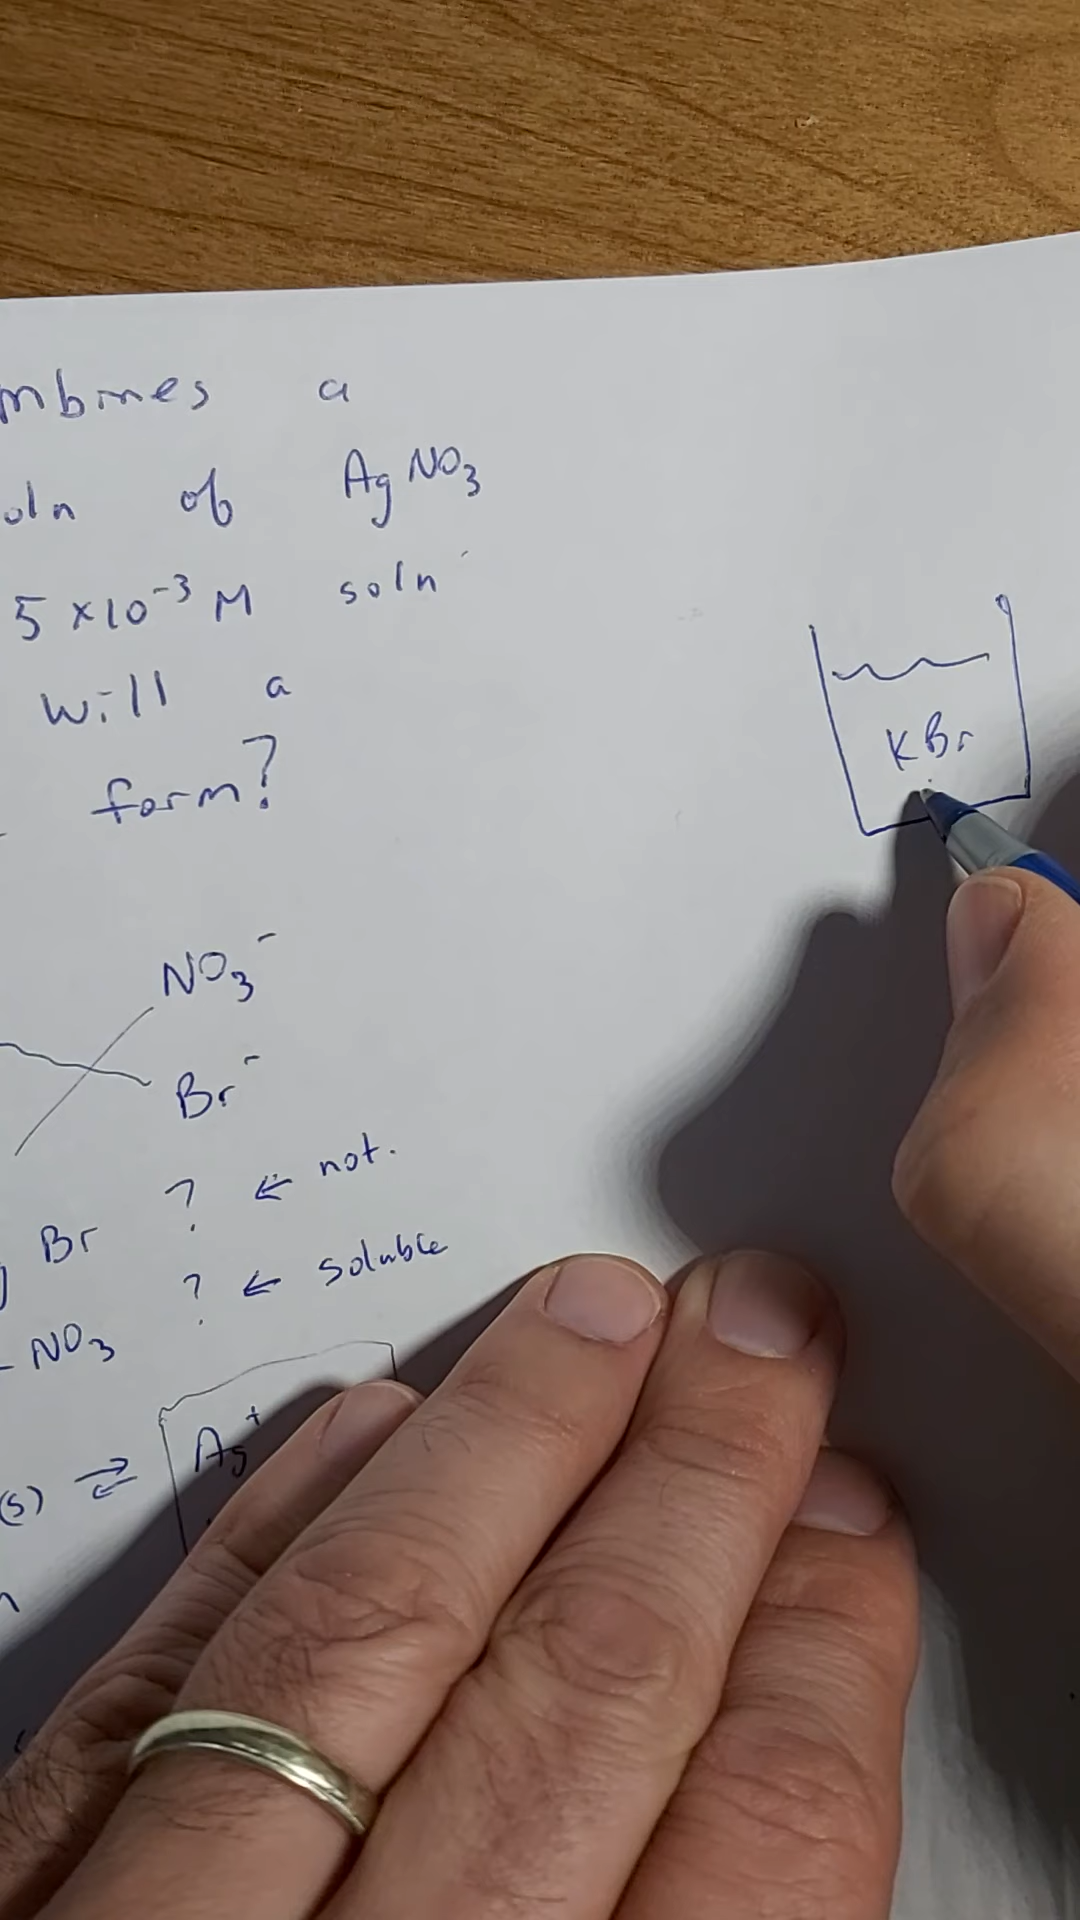 mbines a
oln of AgNO₃
5 x 10⁻³ M soln
will a
form?
KBr
NO₃⁻
Br⁻
Br ? ← not.
NO₃ ? ← soluble
(s) ⇌ Ag⁺